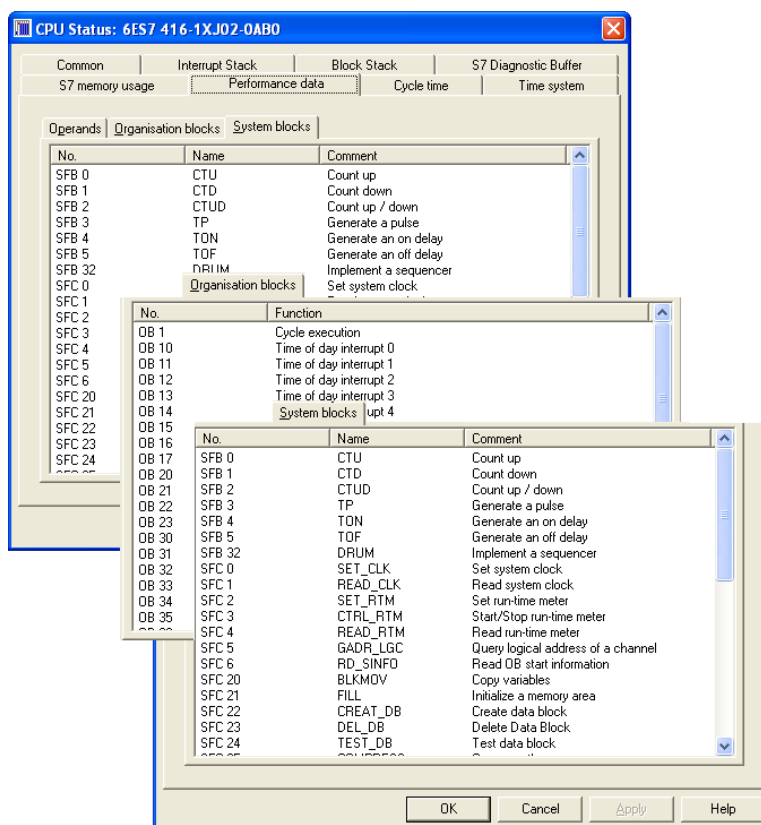 CPU Status: 6ES7 416-1XJ02-0AB0
Common Interrupt Stack Block Stack S7 Diagnostic Buffer
S7 memory usage Performance data Cycle time Time system
Operands Organisation blocks System blocks
No. Name Comment
SFB 0 CTU Count up
SFB 1 CTD Count down
SFB 2 CTUD Count up / down
SFB 3 TP Generate a pulse
SFB 4 TON Generate an on delay
SFB 5 TOF Generate an off delay
SFB 32 DRUM Implement a sequencer
SFC 0 Set system clock
SFC 1
SFC 2
SFC 3
SFC 4
SFC 5
SFC 6
SFC 20
SFC 21
SFC 22
SFC 23
SFC 24
Organisation blocks
No. Function
OB 1 Cycle execution
OB 10 Time of day interrupt 0
OB 11 Time of day interrupt 1
OB 12 Time of day interrupt 2
OB 13 Time of day interrupt 3
OB 14 upt 4
OB 15
OB 16
OB 17
OB 20
OB 21
OB 22
OB 23
OB 30
OB 31
OB 32
OB 33
OB 34
OB 35
System blocks
No. Name Comment
SFB 0 CTU Count up
SFB 1 CTD Count down
SFB 2 CTUD Count up / down
SFB 3 TP Generate a pulse
SFB 4 TON Generate an on delay
SFB 5 TOF Generate an off delay
SFB 32 DRUM Implement a sequencer
SFC 0 SET_CLK Set system clock
SFC 1 READ_CLK Read system clock
SFC 2 SET_RTM Set run-time meter
SFC 3 CTRL_RTM Start/Stop run-time meter
SFC 4 READ_RTM Read run-time meter
SFC 5 GADR_LGC Query logical address of a channel
SFC 6 RD_SINFO Read OB start information
SFC 20 BLKMOV Copy variables
SFC 21 FILL Initialize a memory area
SFC 22 CREAT_DB Create data block
SFC 23 DEL_DB Delete Data Block
SFC 24 TEST_DB Test data block
OK Cancel Apply Help